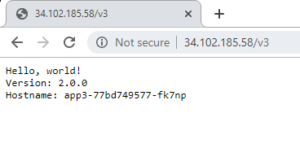 34.102.185.58/v3
Not secure | 34.102.185.58/v3
Hello, world!
Version: 2.0.0
Hostname: app3-77bd749577-fk7np